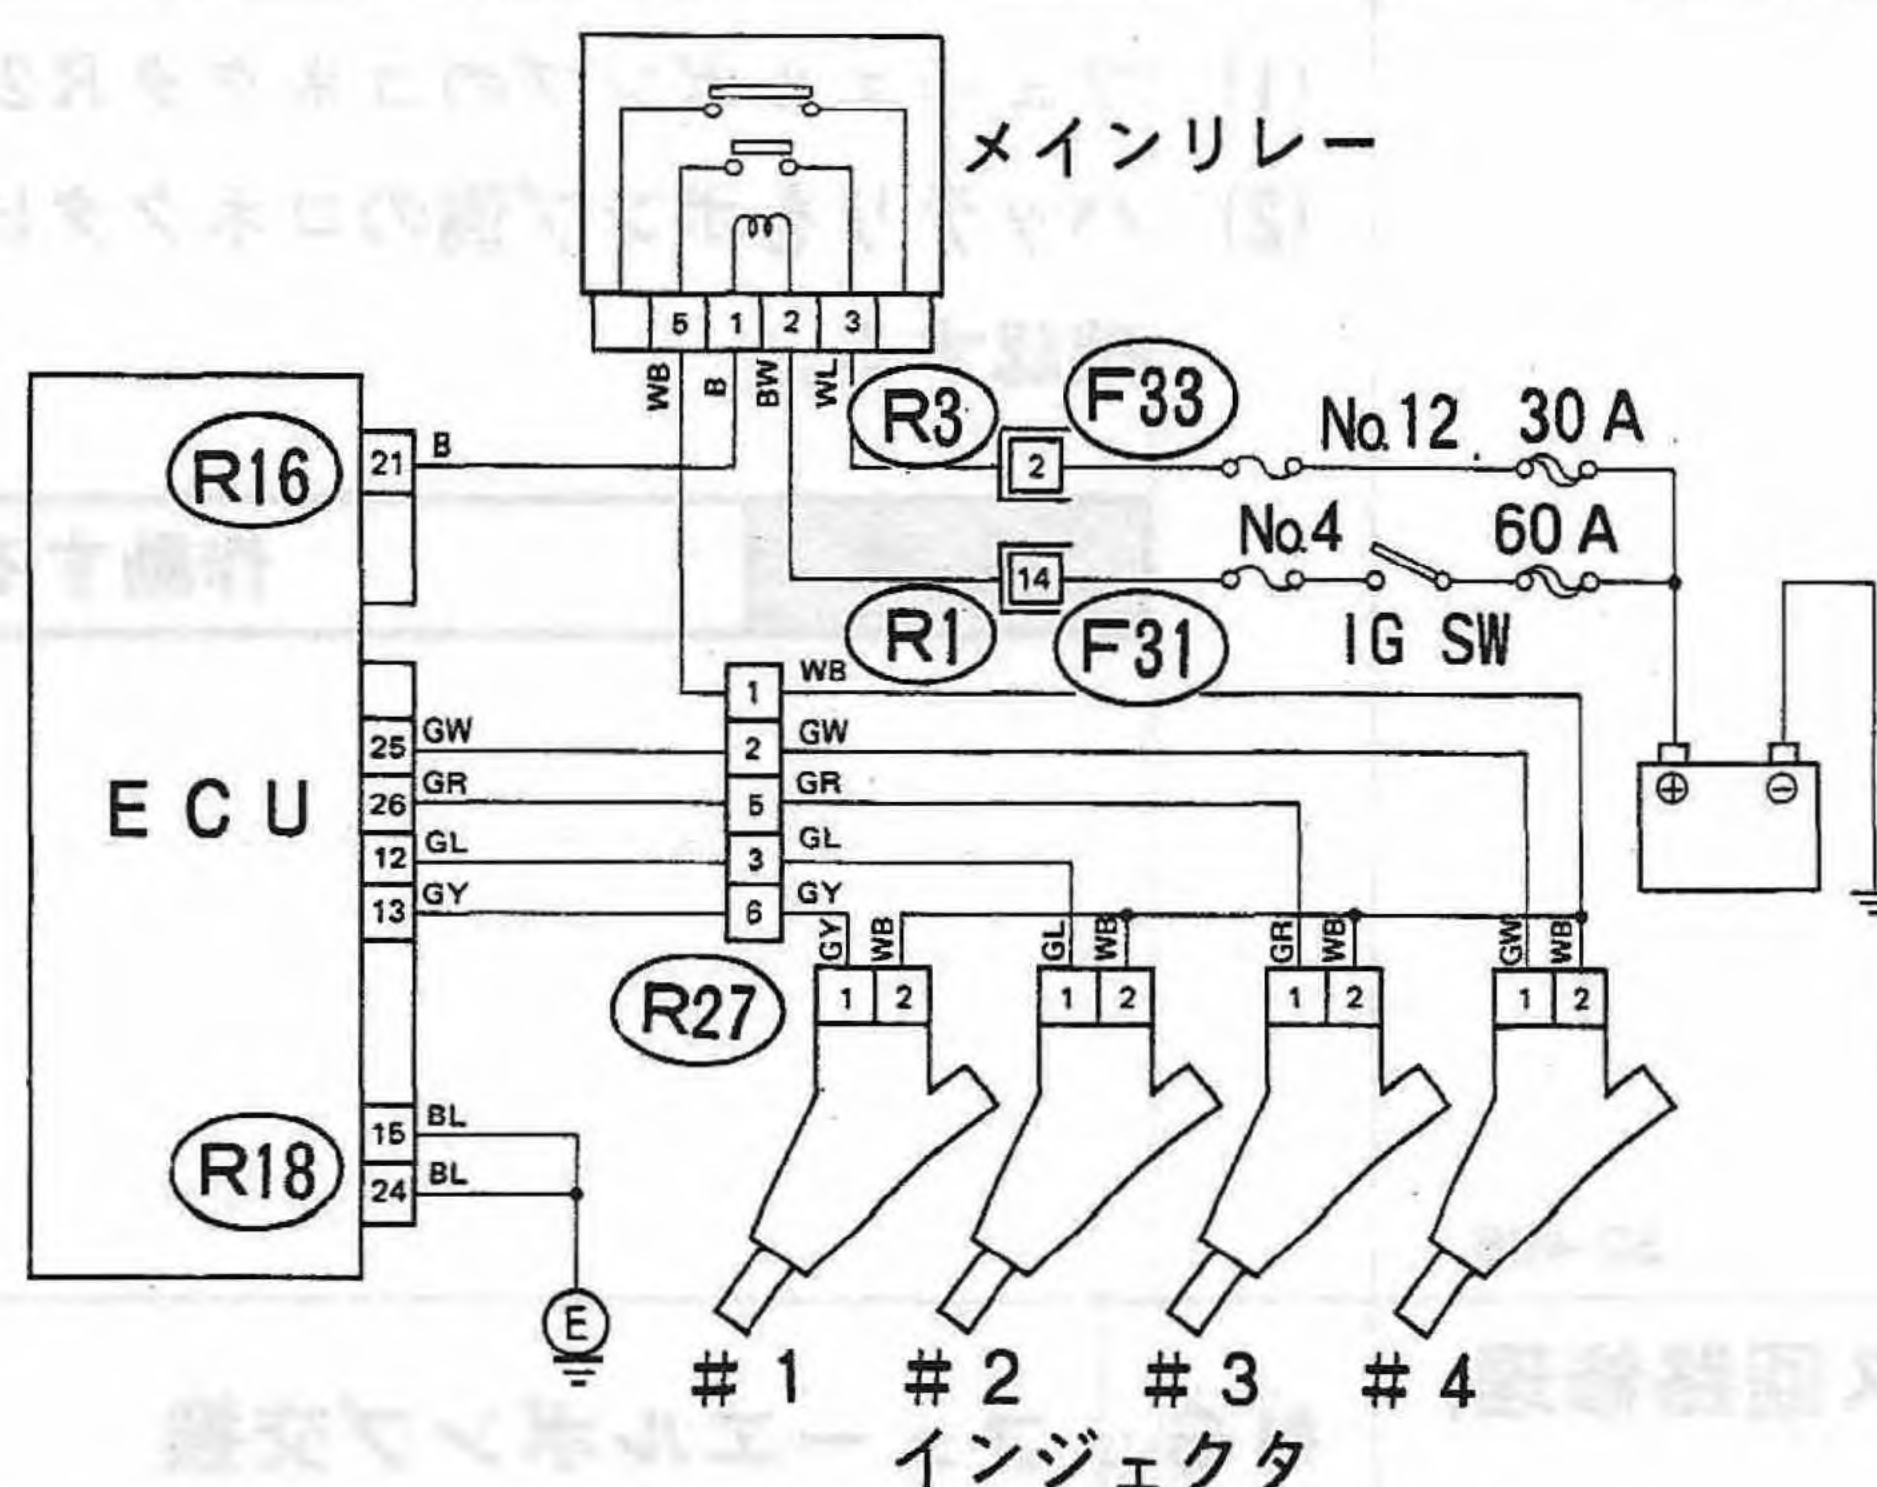 メインリレー
5 1 2 3
WB B BW WL
R3 F33 No.12 30A
R16 21 B 2
No.4 60A
14
R1 F31 IG SW
1 WB
25 GW 2 GW
ECU 26 GR 5 GR
12 GL 3 GL
13 GY 6 GY
⊕ ⊖
GY WB GL WB GR WB GW WB
R27 1 2 1 2 1 2 1 2
15 BL
R18 24 BL
E
#1 #2 #3 #4
インジェクタ